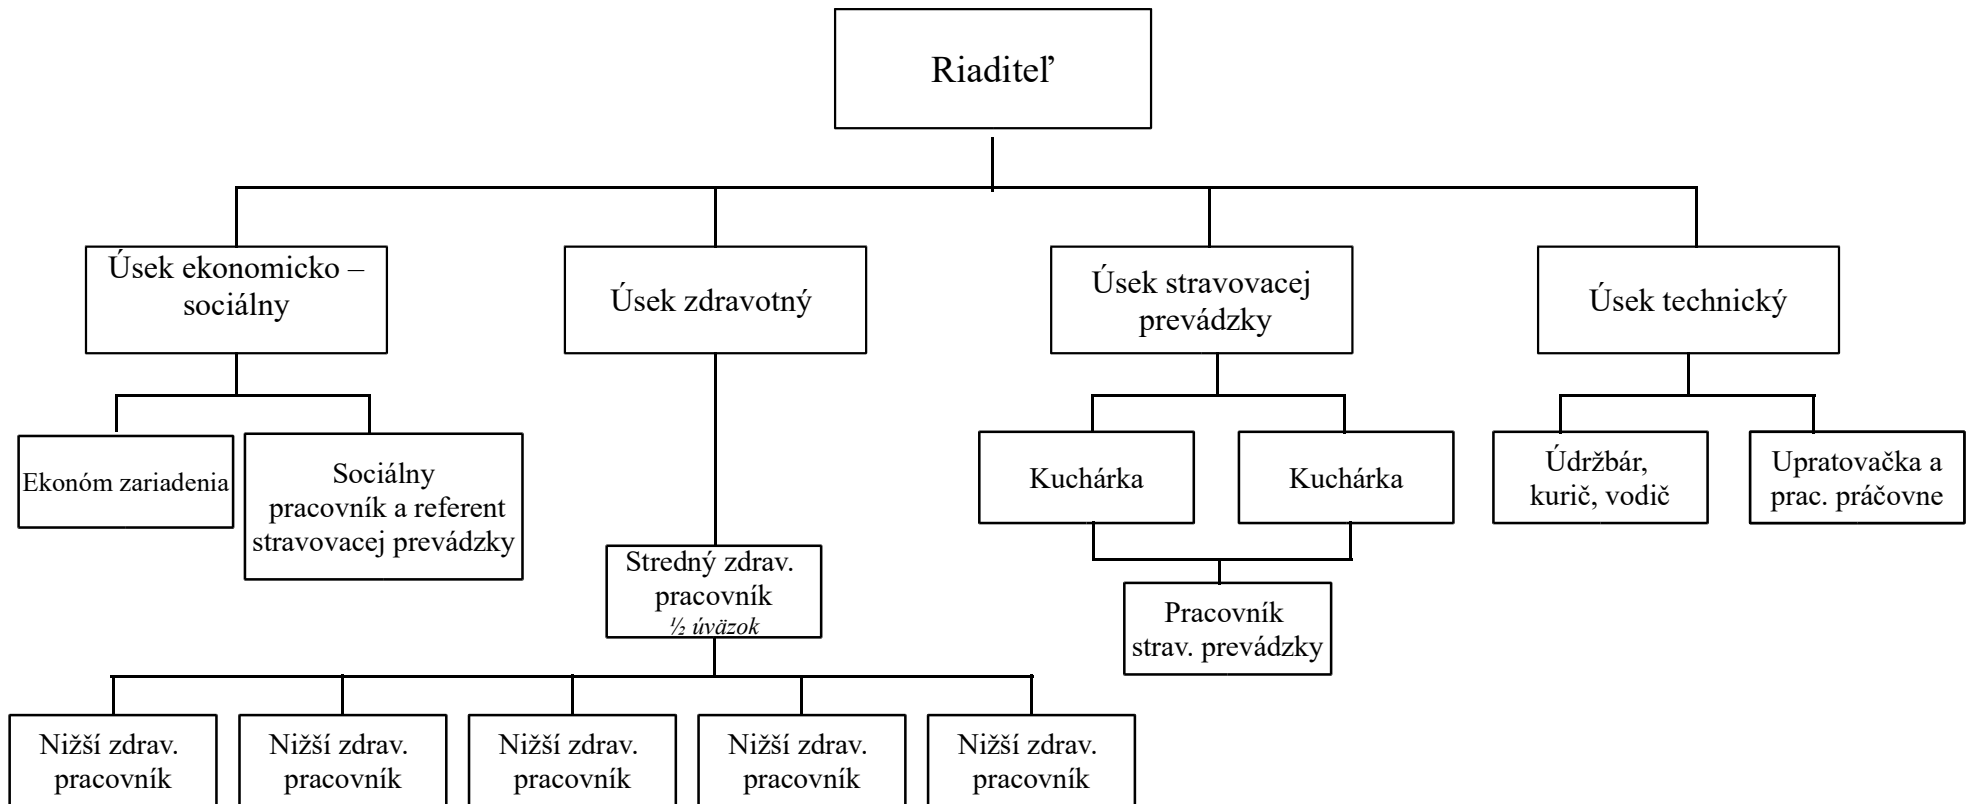 Riaditeľ
Úsek ekonomicko –
sociálny
Úsek zdravotný
Úsek stravovacej
prevádzky
Úsek technický
Ekonóm zariadenia
Sociálny
pracovník a referent
stravovacej prevádzky
Kuchárka
Kuchárka
Údržbár,
kurič, vodič
Upratovačka a
prac. práčovne
Stredný zdrav.
pracovník
½ úväzok
Pracovník
strav. prevádzky
Nižší zdrav.
pracovník
Nižší zdrav.
pracovník
Nižší zdrav.
pracovník
Nižší zdrav.
pracovník
Nižší zdrav.
pracovník